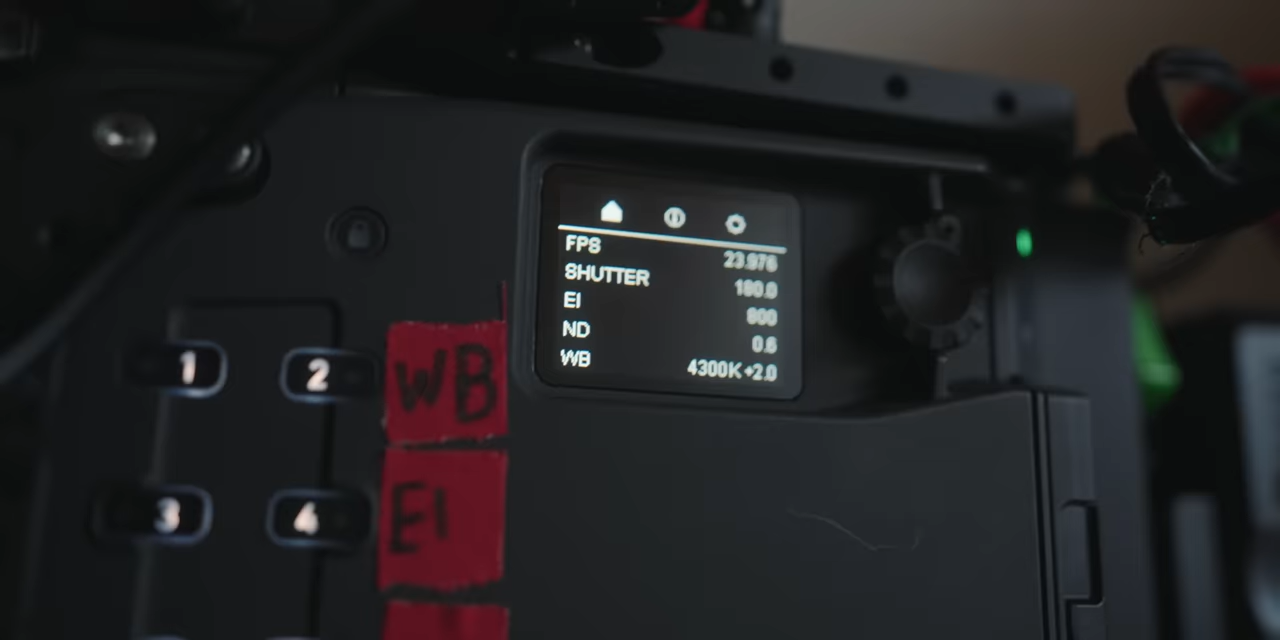 FPS 23.976
SHUTTER 180.0
EI 800
ND 0.6
WB 4300K +2.0
1 2
WB
3 4
EI